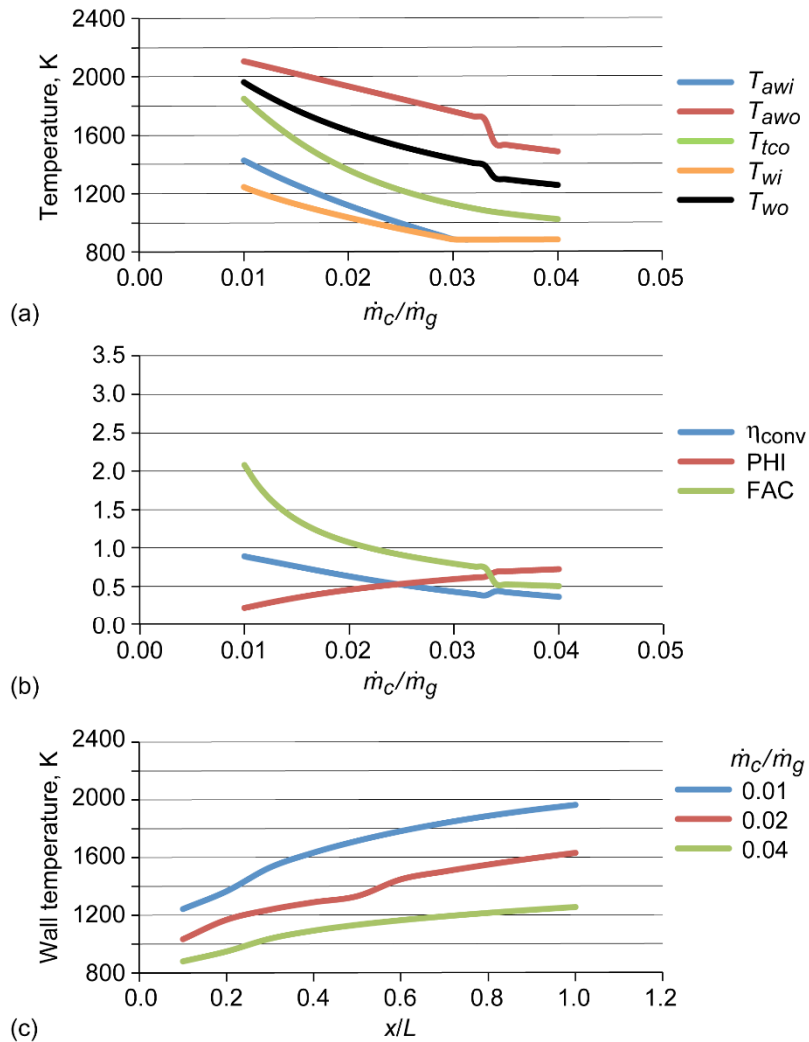 2400
2000
1600
1200
800
Temperature, K
0.00 0.01 0.02 0.03 0.04 0.05
ṁc/ṁg
(a)
Tawi
Tawo
Ttco
Twi
Two
3.5
3.0
2.5
2.0
1.5
1.0
0.5
0.0
0.00 0.01 0.02 0.03 0.04 0.05
ṁc/ṁg
(b)
ηconv
PHI
FAC
2400
2000
1600
1200
800
Wall temperature, K
0.0 0.2 0.4 0.6 0.8 1.0 1.2
x/L
(c)
ṁc/ṁg
0.01
0.02
0.04